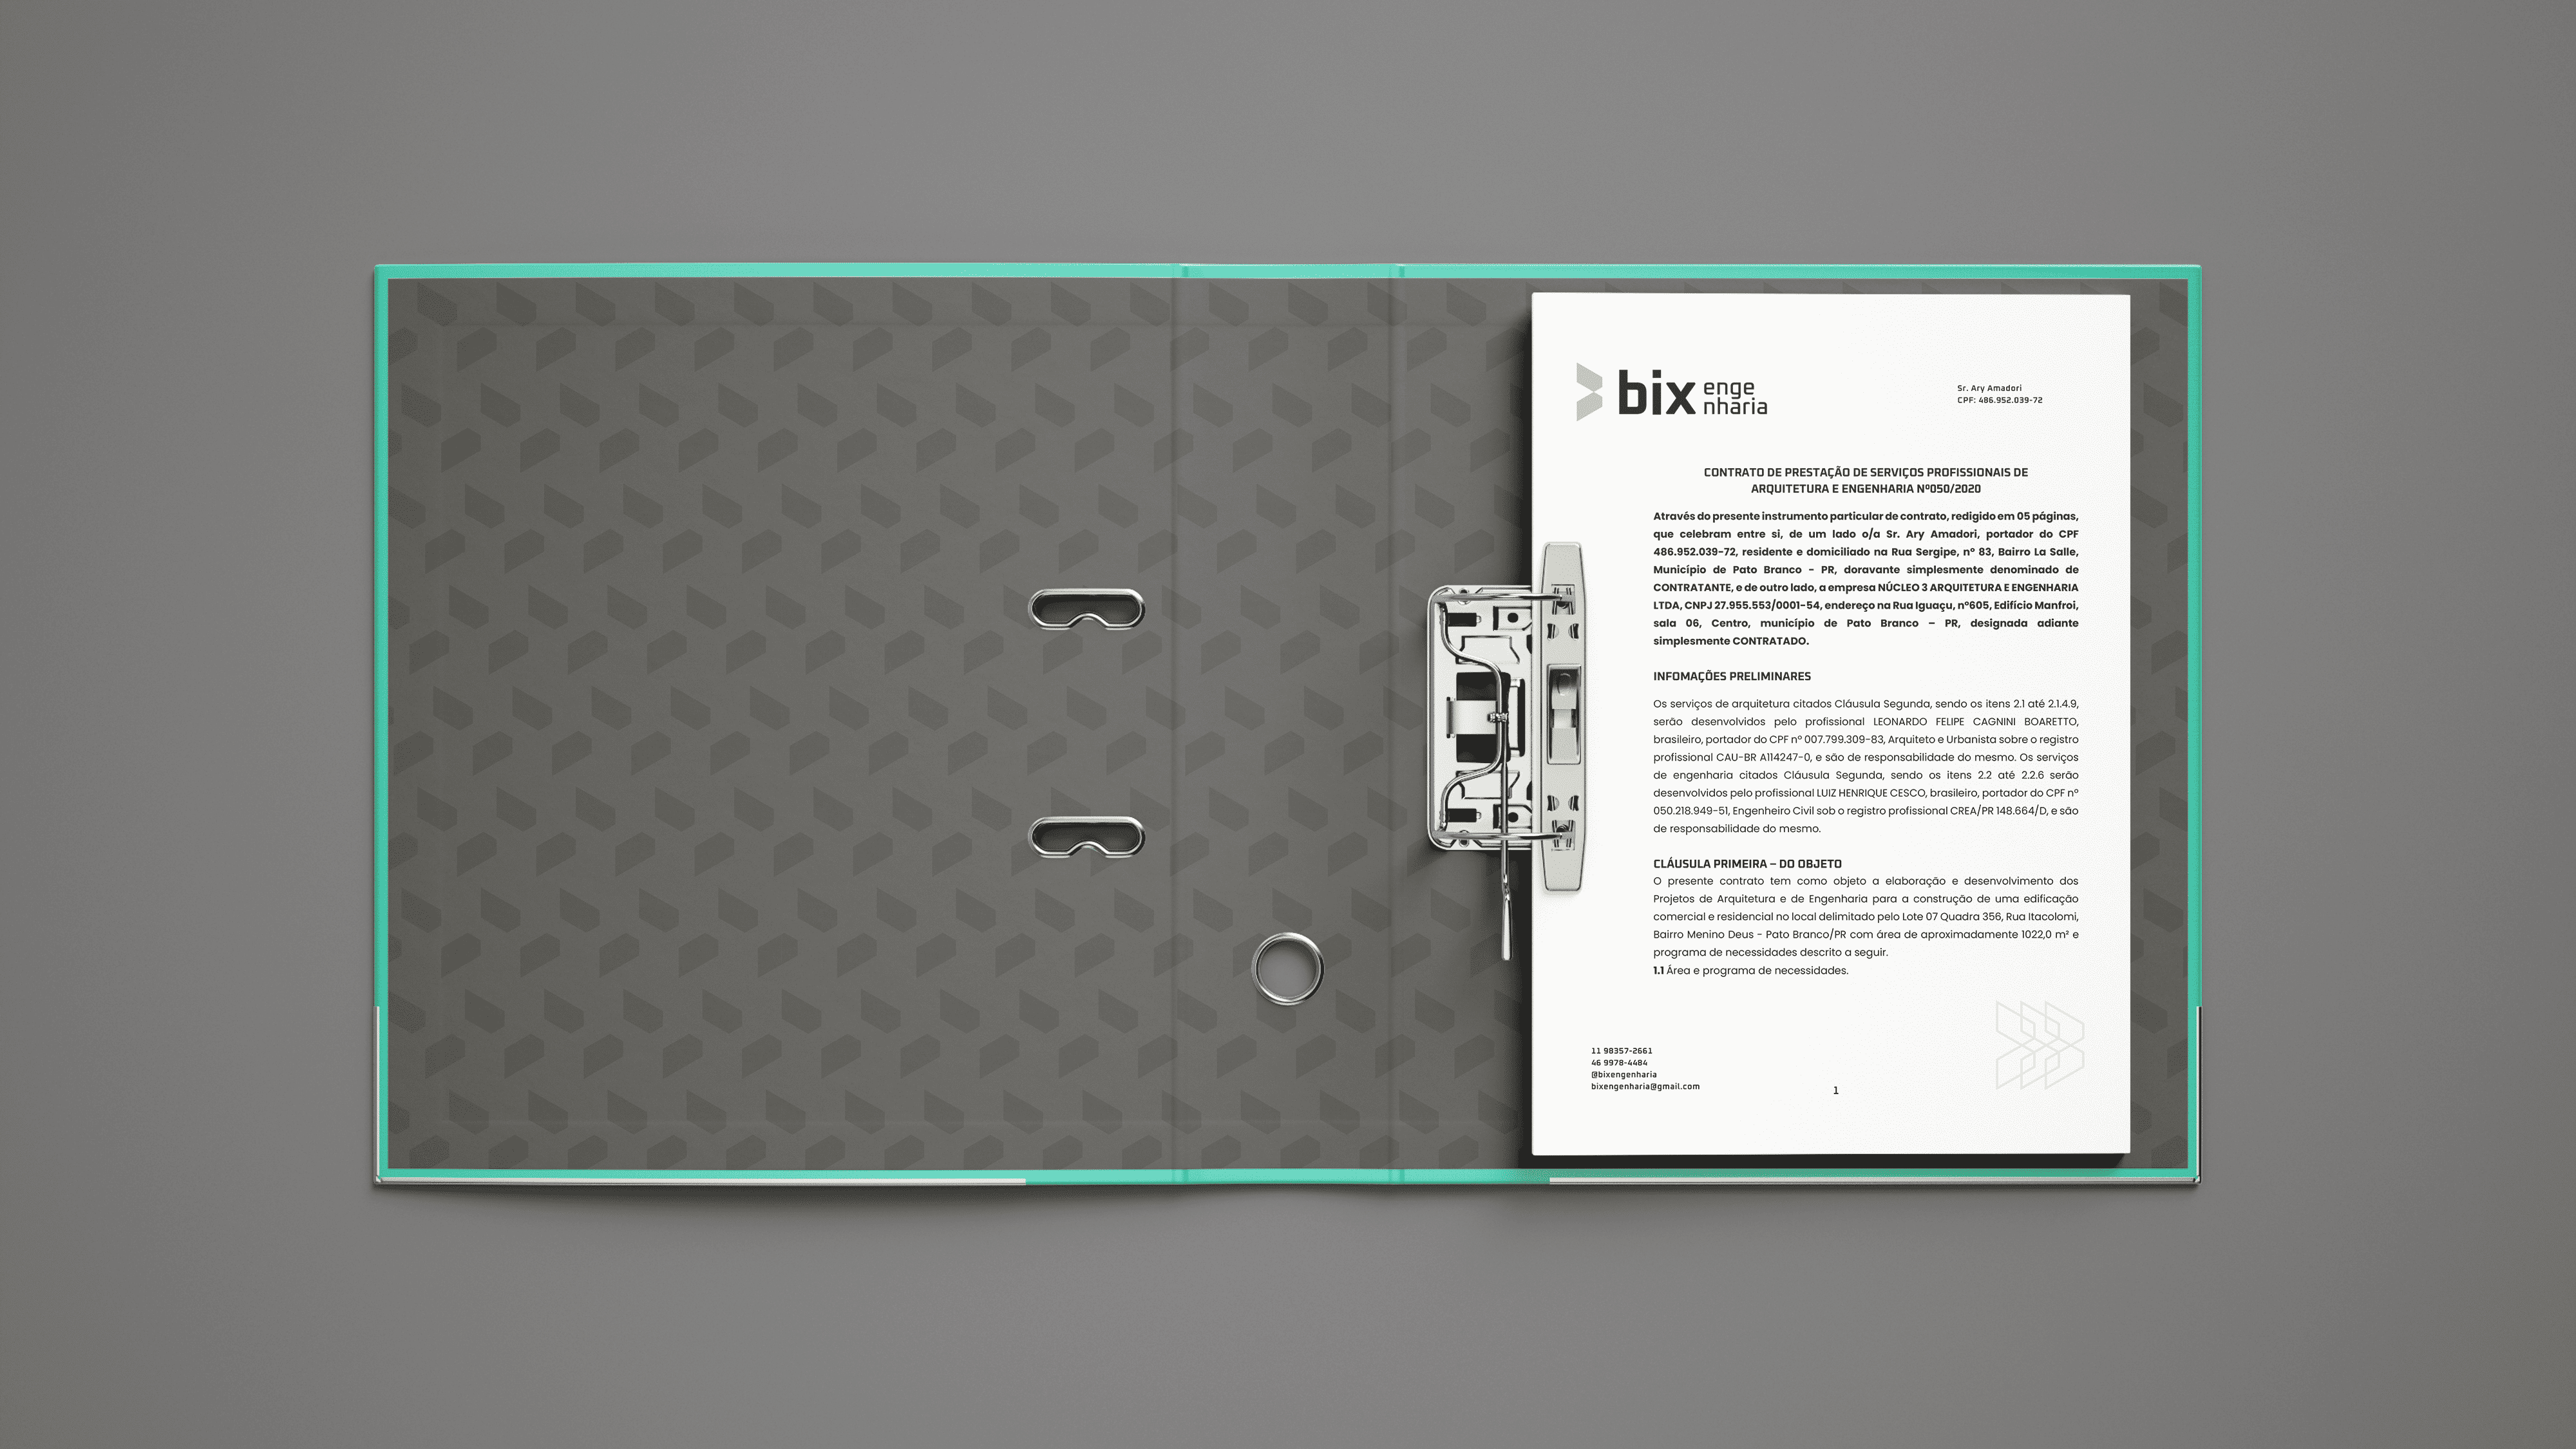 bix enge
nharia
Sr. Ary Amadori
CPF: 486.952.039-72
CONTRATO DE PRESTAÇÃO DE SERVIÇOS PROFISSIONAIS DE
ARQUITETURA E ENGENHARIA Nº050/2020
Através do presente instrumento particular de contrato, redigido em 05 páginas,
que celebram entre si, de um lado o/a Sr. Ary Amadori, portador do CPF
486.952.039-72, residente e domiciliado na Rua Sergipe, nº 83, Bairro La Salle,
Município de Pato Branco - PR, doravante simplesmente denominado de
CONTRATANTE, e de outro lado, a empresa NÚCLEO 3 ARQUITETURA E ENGENHARIA
LTDA, CNPJ 27.955.553/0001-54, endereço na Rua Iguaçu, nº605, Edifício Manfroi,
sala 06, Centro, município de Pato Branco – PR, designada adiante
simplesmente CONTRATADO.
INFOMAÇÕES PRELIMINARES
Os serviços de arquitetura citados Cláusula Segunda, sendo os itens 2.1 até 2.1.4.9,
serão desenvolvidos pelo profissional LEONARDO FELIPE CAGNINI BOARETTO,
brasileiro, portador do CPF nº 007.799.309-83, Arquiteto e Urbanista sobre o registro
profissional CAU-BR A114247-0, e são de responsabilidade do mesmo. Os serviços
de engenharia citados Cláusula Segunda, sendo os itens 2.2 até 2.2.6 serão
desenvolvidos pelo profissional LUIZ HENRIQUE CESCO, brasileiro, portador do CPF nº
050.218.949-51, Engenheiro Civil sob o registro profissional CREA/PR 148.664/D, e são
de responsabilidade do mesmo.
CLÁUSULA PRIMEIRA – DO OBJETO
O presente contrato tem como objeto a elaboração e desenvolvimento dos
Projetos de Arquitetura e de Engenharia para a construção de uma edificação
comercial e residencial no local delimitado pelo Lote 07 Quadra 356, Rua Itacolomi,
Bairro Menino Deus - Pato Branco/PR com área de aproximadamente 1022,0 m² e
programa de necessidades descrito a seguir.
1.1 Área e programa de necessidades.
11 98357-2661
46 9978-4484
@bixengenharia
bixengenharia@gmail.com
1